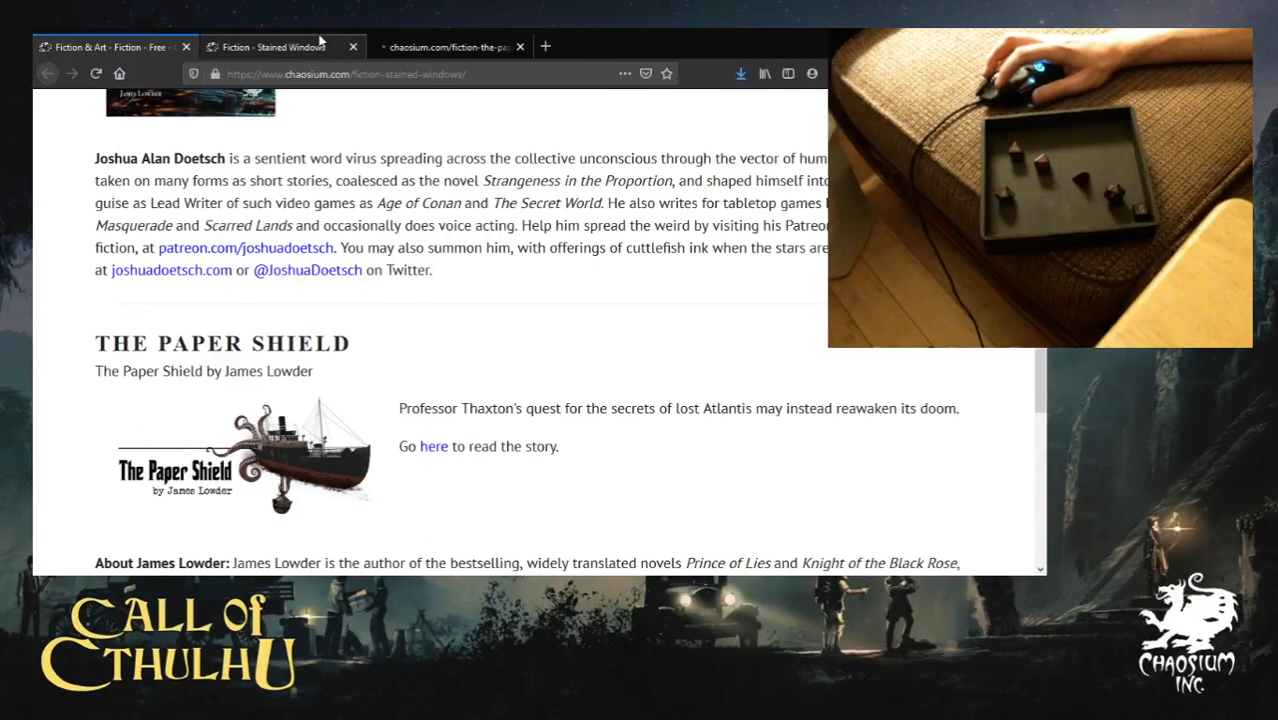 Fiction & Art - Fiction - Free -
Fiction - Stained Windows
chaosium.com/fiction-the-pa
https://www.chaosium.com/fiction-stained-windows/
James Lowder
Joshua Alan Doetsch is a sentient word virus spreading across the collective unconscious through the vector of hum
taken on many forms as short stories, coalesced as the novel Strangeness in the Proportion, and shaped himself into
guise as Lead Writer of such video games as Age of Conan and The Secret World. He also writes for tabletop games
Masquerade and Scarred Lands and occasionally does voice acting. Help him spread the weird by visiting his Patreo
fiction, at patreon.com/joshuadoetsch. You may also summon him, with offerings of cuttlefish ink when the stars are
at joshuadoetsch.com or @JoshuaDoetsch on Twitter.
THE PAPER SHIELD
The Paper Shield by James Lowder
Professor Thaxton's quest for the secrets of lost Atlantis may instead reawaken its doom.
Go here to read the story.
The Paper Shield
by James Lowder
About James Lowder: James Lowder is the author of the bestselling, widely translated novels Prince of Lies and Knight of the Black Rose,
CALL OF
CTHULHU®
CHAOSIUM
INC.